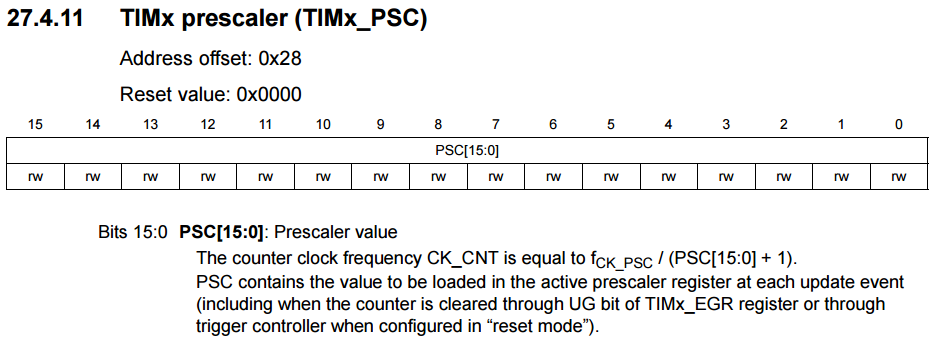 27.4.11 TIMx prescaler (TIMx_PSC)
Address offset: 0x28
Reset value: 0x0000
15 14 13 12 11 10 9 8 7 6 5 4 3 2 1 0
PSC[15:0]
rw rw rw rw rw rw rw rw rw rw rw rw rw rw rw rw
Bits 15:0 PSC[15:0]: Prescaler value
The counter clock frequency CK_CNT is equal to fCK_PSC / (PSC[15:0] + 1).
PSC contains the value to be loaded in the active prescaler register at each update event
(including when the counter is cleared through UG bit of TIMx_EGR register or through
trigger controller when configured in “reset mode”).